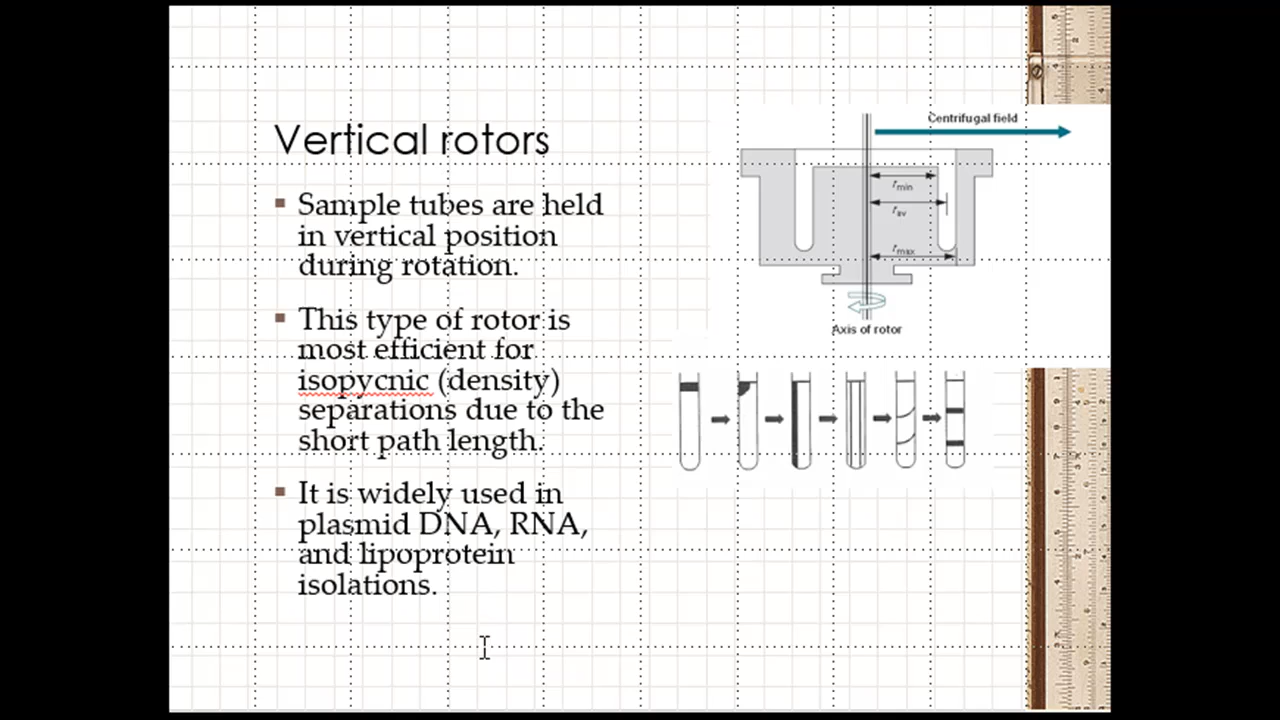 Vertical rotors
Sample tubes are held
in vertical position
during rotation.
This type of rotor is
most efficient for
isopycnic (density)
separations due to the
short path length.
It is widely used in
plasmid DNA, RNA,
and lipoprotein
isolations.
Centrifugal field
rmin
rav
rmax
Axis of rotor